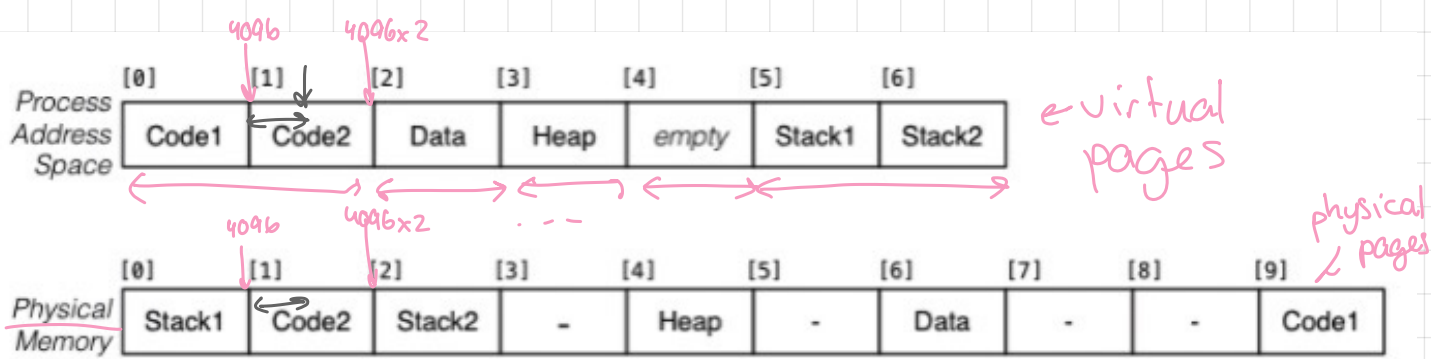 4096 4096x2
[0] [1] [2] [3] [4] [5] [6]
Process Address Space
Code1 Code2 Data Heap empty Stack1 Stack2
← virtual pages
4096 4096x2 - - -
physical pages
[0] [1] [2] [3] [4] [5] [6] [7] [8] [9]
Physical Memory
Stack1 Code2 Stack2 - Heap - Data - - Code1